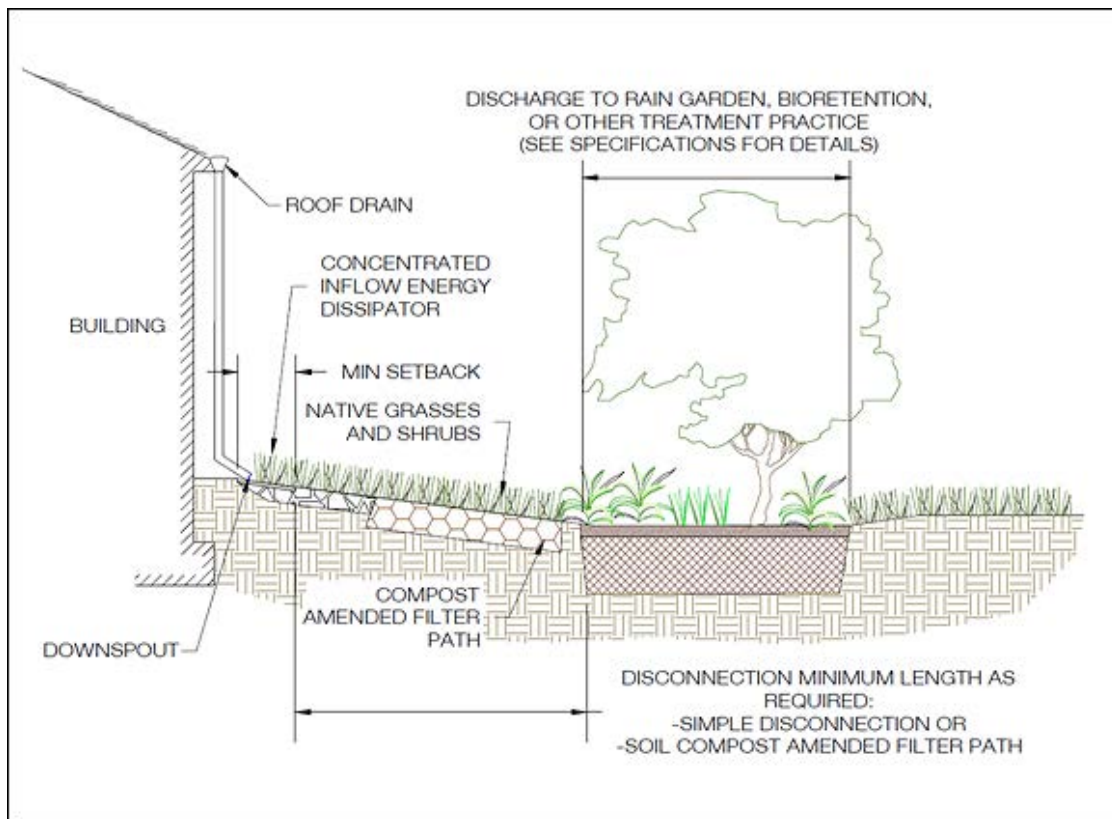 DISCHARGE TO RAIN GARDEN, BIORETENTION,
OR OTHER TREATMENT PRACTICE
(SEE SPECIFICATIONS FOR DETAILS)
ROOF DRAIN
CONCENTRATED
INFLOW ENERGY
DISSIPATOR
BUILDING
MIN SETBACK
NATIVE GRASSES
AND SHRUBS
COMPOST
AMENDED FILTER
PATH
DOWNSPOUT
DISCONNECTION MINIMUM LENGTH AS
REQUIRED:
-SIMPLE DISCONNECTION OR
-SOIL COMPOST AMENDED FILTER PATH